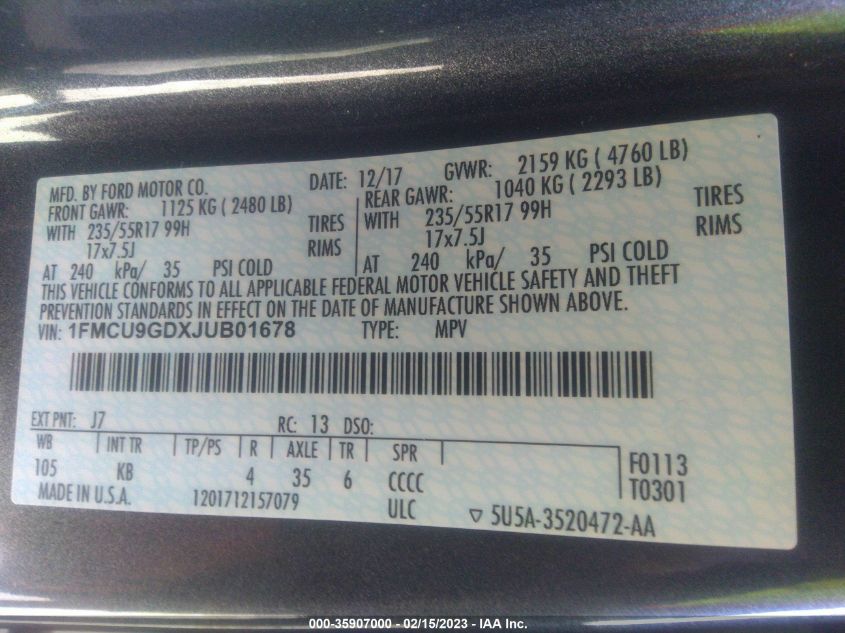 MFD. BY FORD MOTOR CO. DATE: 12/17 GVWR: 2159 KG ( 4760 LB)
FRONT GAWR: 1125 KG ( 2480 LB) REAR GAWR: 1040 KG ( 2293 LB)
WITH 235/55R17 99H TIRES WITH 235/55R17 99H TIRES
17x7.5J RIMS 17x7.5J RIMS
AT 240 kPa/ 35 PSI COLD AT 240 kPa/ 35 PSI COLD
THIS VEHICLE CONFORMS TO ALL APPLICABLE FEDERAL MOTOR VEHICLE SAFETY AND THEFT
PREVENTION STANDARDS IN EFFECT ON THE DATE OF MANUFACTURE SHOWN ABOVE.
VIN: 1FMCU9GDXJUB01678 TYPE: MPV
EXT PNT: J7 RC: 13 DSO:
WB INT TR TP/PS R AXLE TR SPR F0113
105 KB 4 35 6 CCCC T0301
MADE IN U.S.A. 1201712157079 ULC ▽ 5U5A-3520472-AA
000-35907000 - 02/15/2023 - IAA Inc.